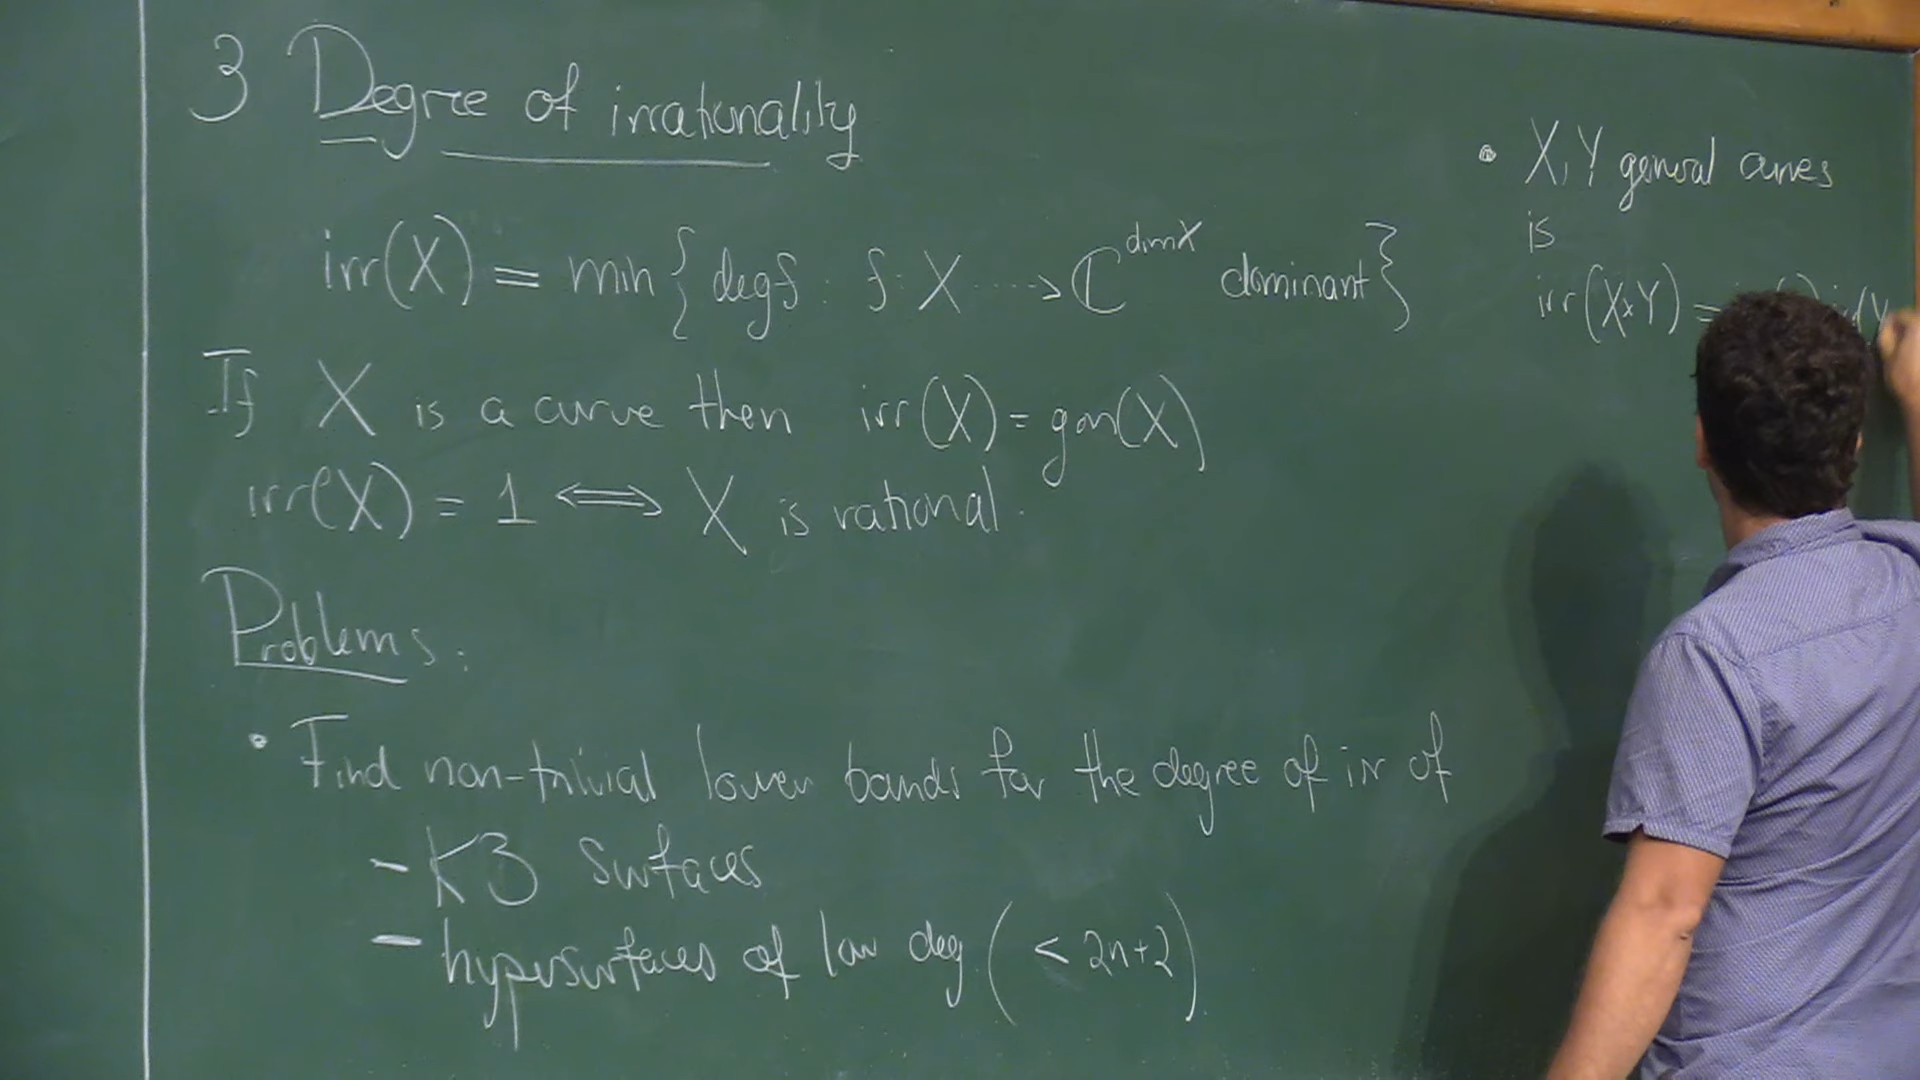 3 Degree of irrationality
irr(X) = min { deg f : f : X ⇢ ℂ^{dim X} dominant }
If X is a curve then irr(X) = gon(X)
irr(X) = 1 ⟺ X is rational.
Problems:
• Find non-trivial lower bands for the degree of irr of
- K3 surfaces
- hypersurfaces of low deg (< 2n+2)
• X, Y general curves
is
irr(X×Y) =